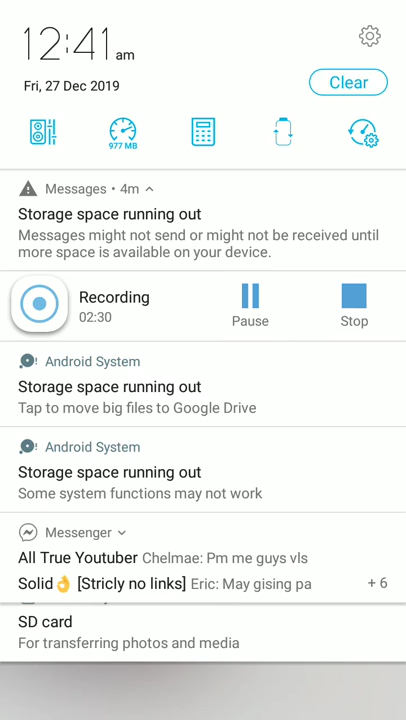 12:41 am
Fri, 27 Dec 2019
Clear
977 MB
Messages • 4m
Storage space running out
Messages might not send or might not be received until
more space is available on your device.
Recording
02:30
Pause
Stop
Android System
Storage space running out
Tap to move big files to Google Drive
Android System
Storage space running out
Some system functions may not work
Messenger
All True Youtuber Chelmae: Pm me guys vls
Solid👌 [Stricly no links] Eric: May gising pa + 6
SD card
For transferring photos and media